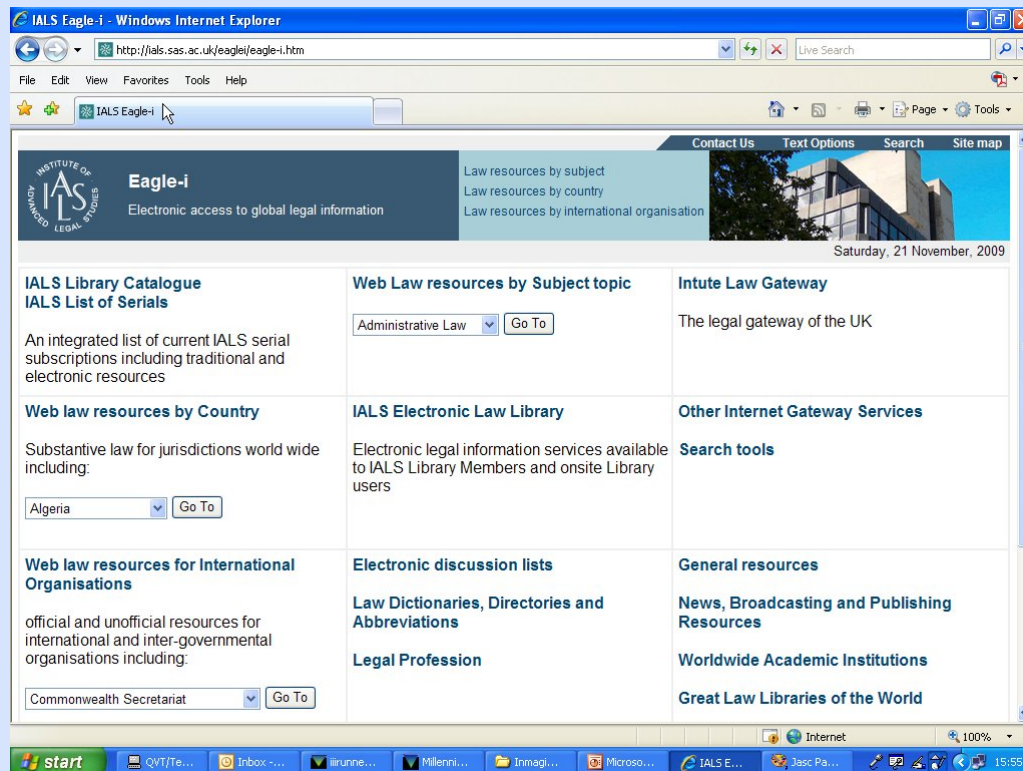 IALS Eagle-i - Windows Internet Explorer
http://ials.sas.ac.uk/eaglei/eagle-i.htm
Live Search
File Edit View Favorites Tools Help
IALS Eagle-i
Page Tools
Contact Us Text Options Search Site map
INSTITUTE OF ADVANCED LEGAL STUDIES
IALS
Eagle-i
Electronic access to global legal information
Law resources by subject
Law resources by country
Law resources by international organisation
Saturday, 21 November, 2009
IALS Library Catalogue
IALS List of Serials
An integrated list of current IALS serial
subscriptions including traditional and
electronic resources
Web Law resources by Subject topic
Administrative Law Go To
Intute Law Gateway
The legal gateway of the UK
Web law resources by Country
Substantive law for jurisdictions world wide
including:
Algeria Go To
IALS Electronic Law Library
Electronic legal information services available
to IALS Library Members and onsite Library
users
Other Internet Gateway Services
Search tools
Web law resources for International
Organisations
official and unofficial resources for
international and inter-governmental
organisations including:
Commonwealth Secretariat Go To
Electronic discussion lists
Law Dictionaries, Directories and
Abbreviations
Legal Profession
General resources
News, Broadcasting and Publishing
Resources
Worldwide Academic Institutions
Great Law Libraries of the World
Internet 100%
start QVT/Te... Inbox -... iiirunne... Millenni... Inmagi... Microso... IALS E... Jasc Pa... 15:55